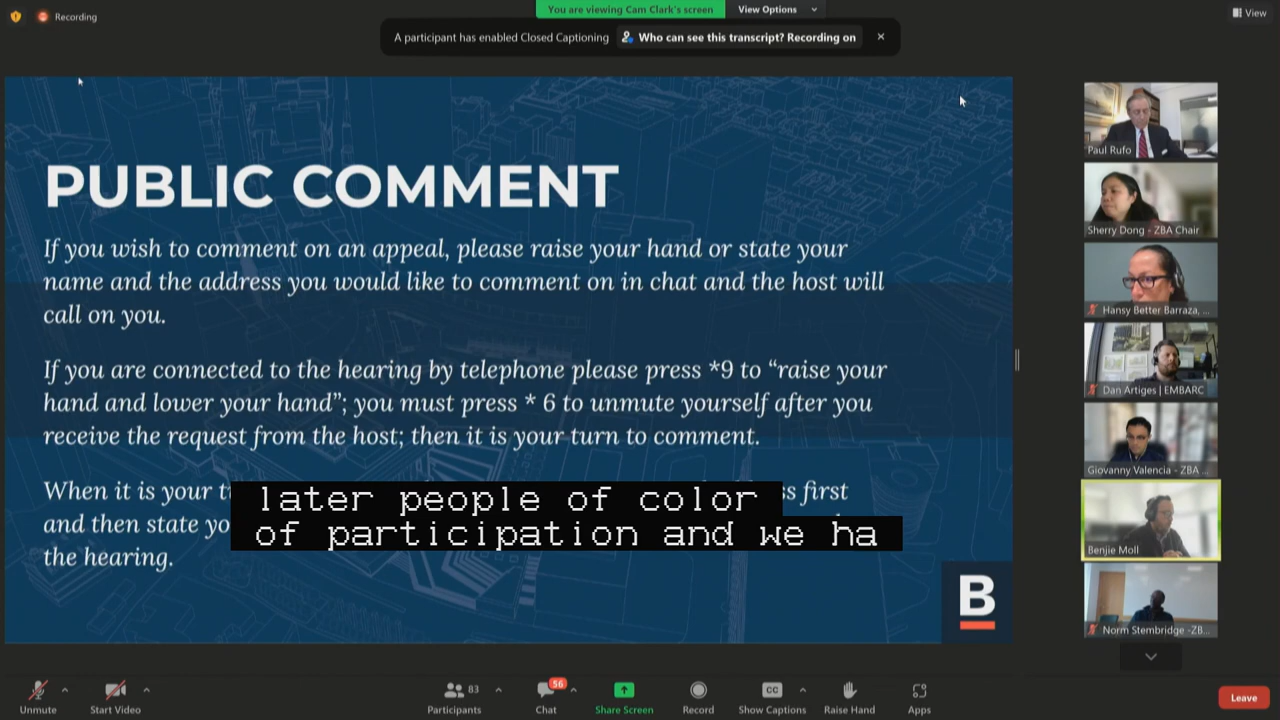 Recording
You are viewing Cam Clark's screen
View Options
View
A participant has enabled Closed Captioning
Who can see this transcript? Recording on
PUBLIC COMMENT
If you wish to comment on an appeal, please raise your hand or state your
name and the address you would like to comment on in chat and the host will
call on you.
If you are connected to the hearing by telephone please press *9 to “raise your
hand and lower your hand”; you must press * 6 to unmute yourself after you
receive the request from the host; then it is your turn to comment.
When it is your first
and then state
the hearing.
later people of color
of participation and we ha
B
Paul Rufo
Sherry Dong - ZBA Chair
Hansy Better Barraza, ...
Dan Artiges | EMBARC
Giovanny Valencia - ZBA ...
Benjie Moll
Norm Stembridge -ZB...
Unmute
Start Video
83
Participants
56
Chat
Share Screen
Record
CC
Show Captions
Raise Hand
Apps
Leave